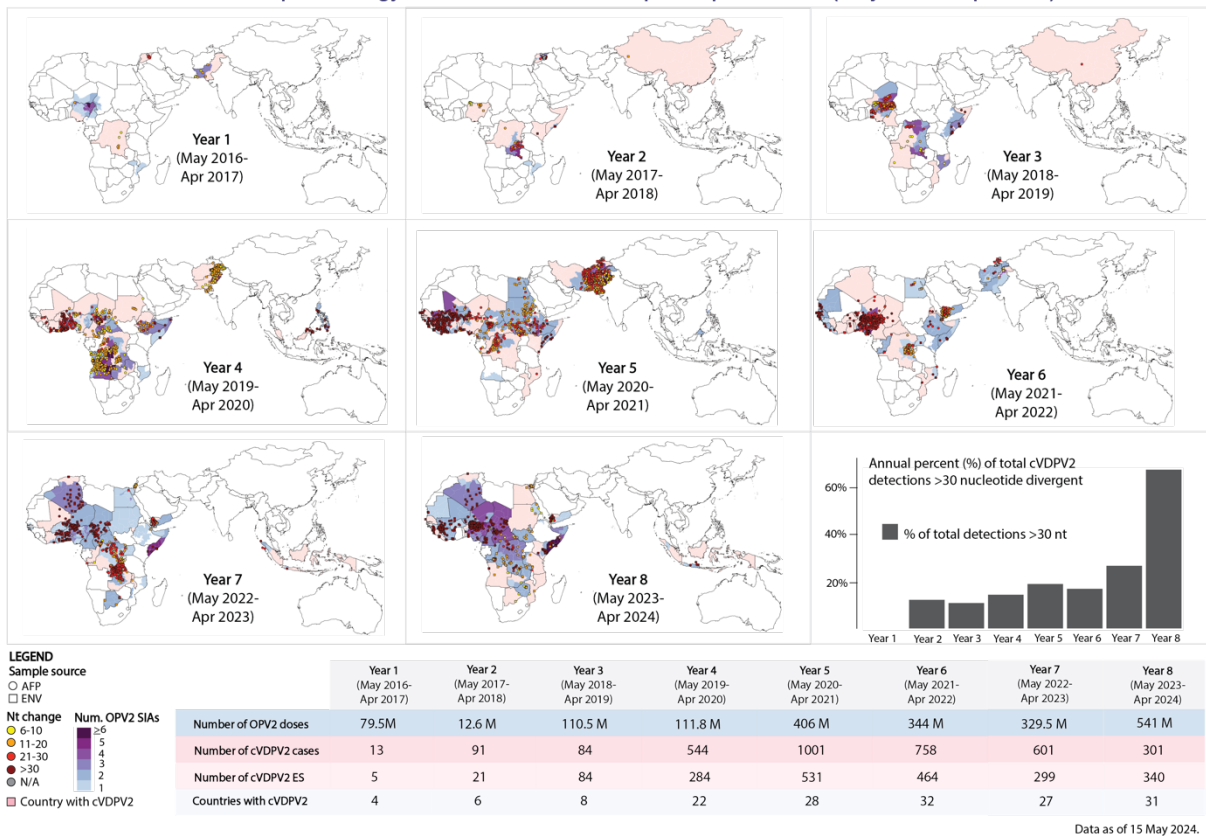 Year 1
(May 2016-
Apr 2017)
Year 2
(May 2017-
Apr 2018)
Year 3
(May 2018-
Apr 2019)
Year 4
(May 2019-
Apr 2020)
Year 5
(May 2020-
Apr 2021)
Year 6
(May 2021-
Apr 2022)
Year 7
(May 2022-
Apr 2023)
Year 8
(May 2023-
Apr 2024)
Annual percent (%) of total cVDPV2
detections >30 nucleotide divergent
60%
40%
20%
% of total detections >30 nt
Year 1 Year 2 Year 3 Year 4 Year 5 Year 6 Year 7 Year 8
LEGEND
Sample source
AFP
ENV
Nt change
6-10
11-20
21-30
>30
N/A
Country with cVDPV2
Num. OPV2 SIAs
≥6
5
4
3
2
1
Year 1 Year 2 Year 3 Year 4 Year 5 Year 6 Year 7 Year 8
(May 2016- (May 2017- (May 2018- (May 2019- (May 2020- (May 2021- (May 2022- (May 2023-
Apr 2017) Apr 2018) Apr 2019) Apr 2020) Apr 2021) Apr 2022) Apr 2023) Apr 2024)
Number of OPV2 doses 79.5M 12.6 M 110.5 M 111.8 M 406 M 344 M 329.5 M 541 M
Number of cVDPV2 cases 13 91 84 544 1001 758 601 301
Number of cVDPV2 ES 5 21 84 284 531 464 299 340
Countries with cVDPV2 4 6 8 22 28 32 27 31
Data as of 15 May 2024.